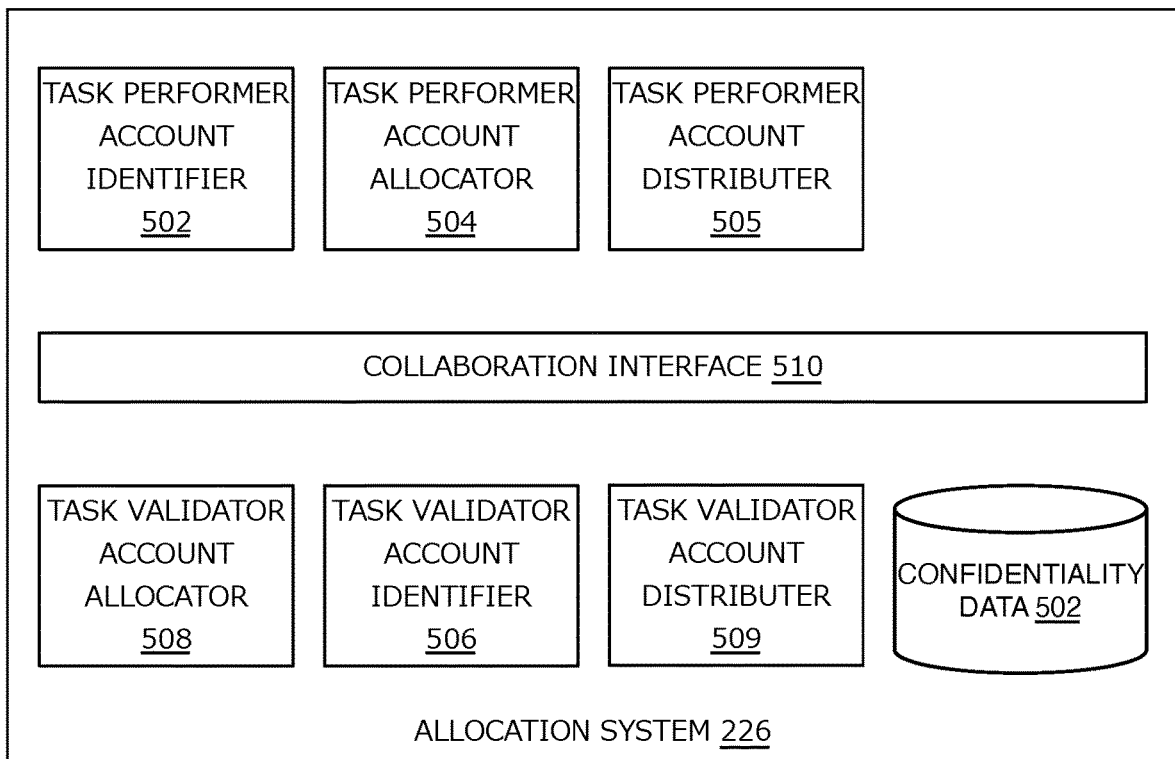 TASK PERFORMER
ACCOUNT
IDENTIFIER
502
TASK PERFORMER
ACCOUNT
ALLOCATOR
504
TASK PERFORMER
ACCOUNT
DISTRIBUTER
505
COLLABORATION INTERFACE 510
TASK VALIDATOR
ACCOUNT
ALLOCATOR
508
TASK VALIDATOR
ACCOUNT
IDENTIFIER
506
TASK VALIDATOR
ACCOUNT
DISTRIBUTER
509
CONFIDENTIALITY
DATA 502
ALLOCATION SYSTEM 226